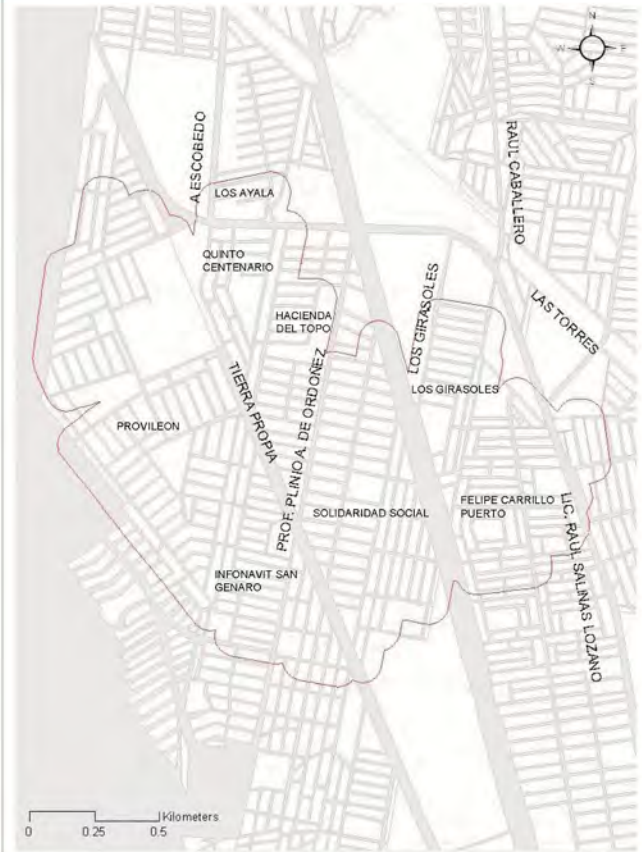 N
W
E
S
A ESCOBEDO
RAUL CABALLERO
LOS AYALA
QUINTO
CENTENARIO
LOS GIRASOLES
LAS TORRES
HACIENDA
DEL TOPO
PROF. PLINIO A. DE ORDOÑEZ
TIERRA PROPIA
LOS GIRASOLES
PROVILEON
SOLIDARIDAD SOCIAL
FELIPE CARRILLO
PUERTO
LIC. RAUL SALINAS LOZANO
INFONAVIT SAN
GENARO
Kilometers
0 0.25 0.5